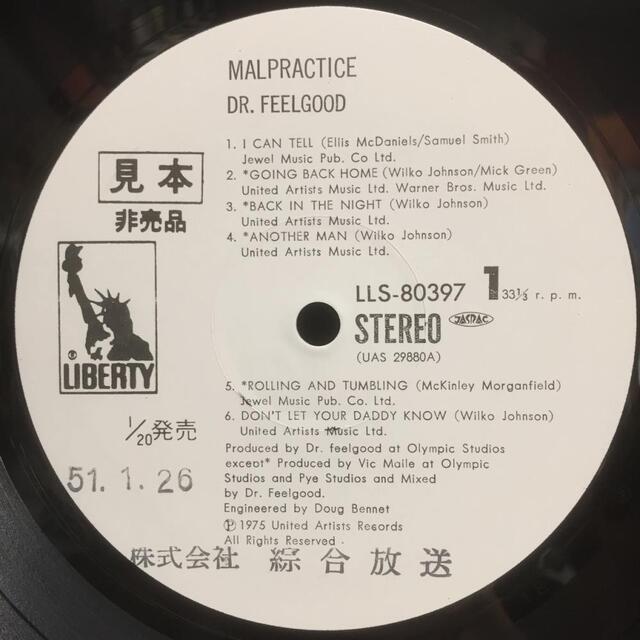 MALPRACTICE
DR. FEELGOOD
1. I CAN TELL (Ellis McDaniels/Samuel Smith)
Jewel Music Pub. Co Ltd.
2. *GOING BACK HOME (Wilko Johnson/Mick Green)
United Artists Music Ltd. Warner Bros. Music Ltd.
3. *BACK IN THE NIGHT (Wilko Johnson)
United Artists Music Ltd.
4. *ANOTHER MAN (Wilko Johnson)
United Artists Music Ltd.
見本
非売品
LLS-80397 1 33⅓ r. p. m.
STEREO JASRAC
(UAS 29880A)
® LIBERTY
5. *ROLLING AND TUMBLING (McKinley Morganfield)
Jewel Music Pub. Co. Ltd.
6. DON'T LET YOUR DADDY KNOW (Wilko Johnson)
United Artists Music Ltd.
1/20発売
51. 1. 26
Produced by Dr. feelgood at Olympic Studios
except* Produced by Vic Maile at Olympic
Studios and Pye Studios and Mixed
by Dr. Feelgood.
Engineered by Doug Bennet
℗ 1975 United Artists Records
All Rights Reserved
株式会社 綜合放送